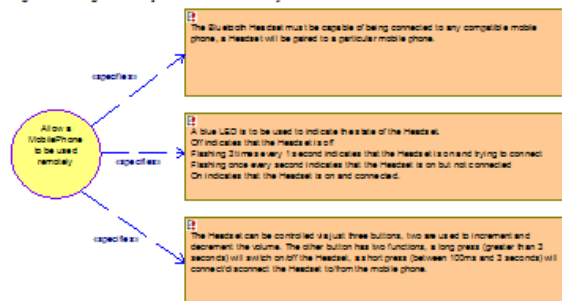 The Bluetooth Headset must be capable of being connected to any compatible mobile
phone, a Headset will be paired to a particular mobile phone.
«specifies»
Allow a
MobilePhone
to be used
remotely
«specifies»
A blue LED is to be used to indicate the state of the Headset.
Off indicates that the Headset is off
Flashing 3 times every 1 second indicates that the Headset is on and trying to connect
Flashing once every second indicates that the Headset is on but not connected
On indicates that the Headset is on and connected.
«specifies»
The Headset can be controlled via just three buttons, two are used to increment and
decrement the volume. The other button has two functions, a long press (greater than 3
seconds) will switch on/off the Headset, a short press (between 100ms and 3 seconds) will
connect/disconnect the Headset to/from the mobile phone.